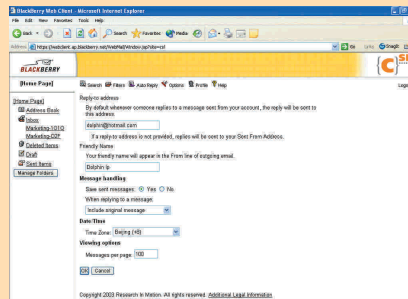 BlackBerry Web Client - Microsoft Internet Explorer
File Edit View Favorites Tools Help
Back Search Favorites Media
Address https://webclient.ap.blackberry.net/WebMail/Window.jsp?site=csl Go Links SnagIt
BLACKBERRY
[Home Page]
Search Filters Auto Reply Options Profile Help
[Home Page]
Address Book
Inbox
Marketing-1010
Marketing-O2F
Deleted Items
Draft
Sent Items
Manage Folders
Reply-to address
By default whenever someone replies to a message sent from your account, the reply will be sent to
this address
delphin@hotmail.com
If a reply-to address is not provided, replies will be sent to your Sent From Address.
Friendly Name
Your friendly name will appear in the From line of outgoing email.
Delphin Ip
Message handling
Save sent messages: Yes No
When replying to a message:
Include original message
Date/Time
Time Zone: Beijing (+8)
Viewing options
Messages per page: 100
OK Cancel
Copyright 2003 Research In Motion. All rights reserved. Additional Legal Information